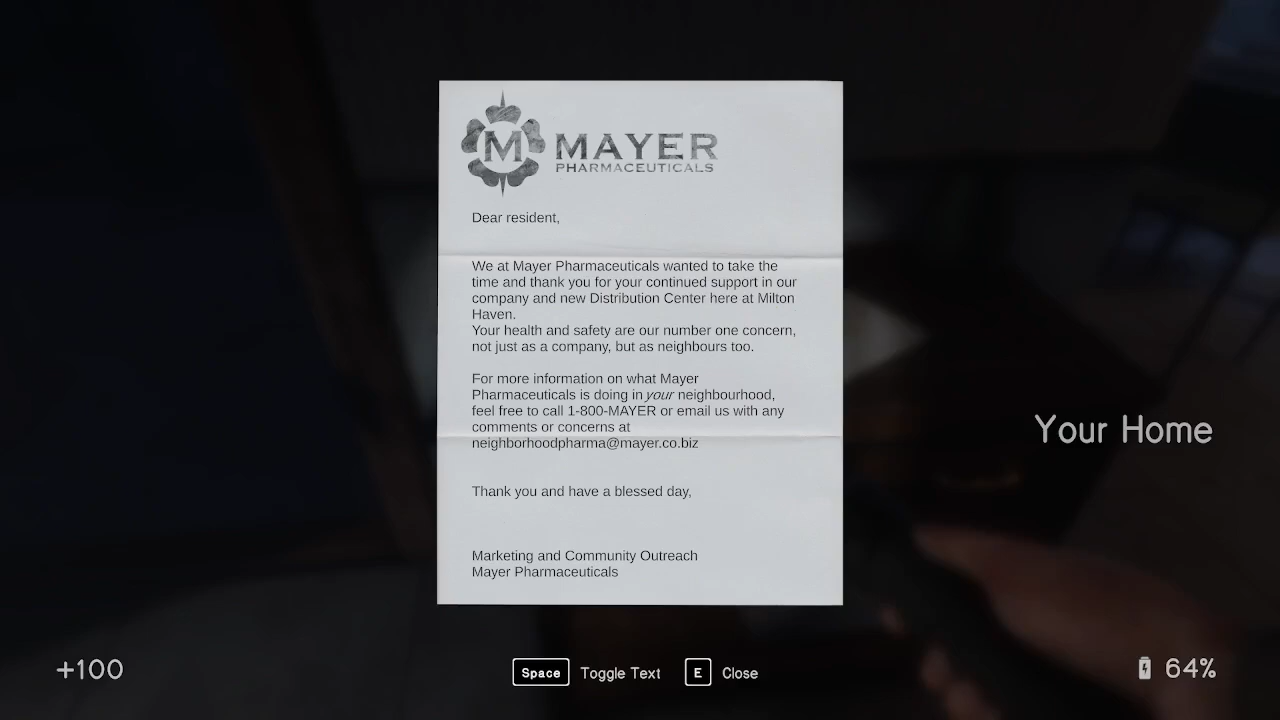 M MAYER
PHARMACEUTICALS
Dear resident,
We at Mayer Pharmaceuticals wanted to take the
time and thank you for your continued support in our
company and new Distribution Center here at Milton
Haven.
Your health and safety are our number one concern,
not just as a company, but as neighbours too.
For more information on what Mayer
Pharmaceuticals is doing in your neighbourhood,
feel free to call 1-800-MAYER or email us with any
comments or concerns at
neighborhoodpharma@mayer.co.biz
Thank you and have a blessed day,
Marketing and Community Outreach
Mayer Pharmaceuticals
Your Home
+100
Space Toggle Text E Close
64%